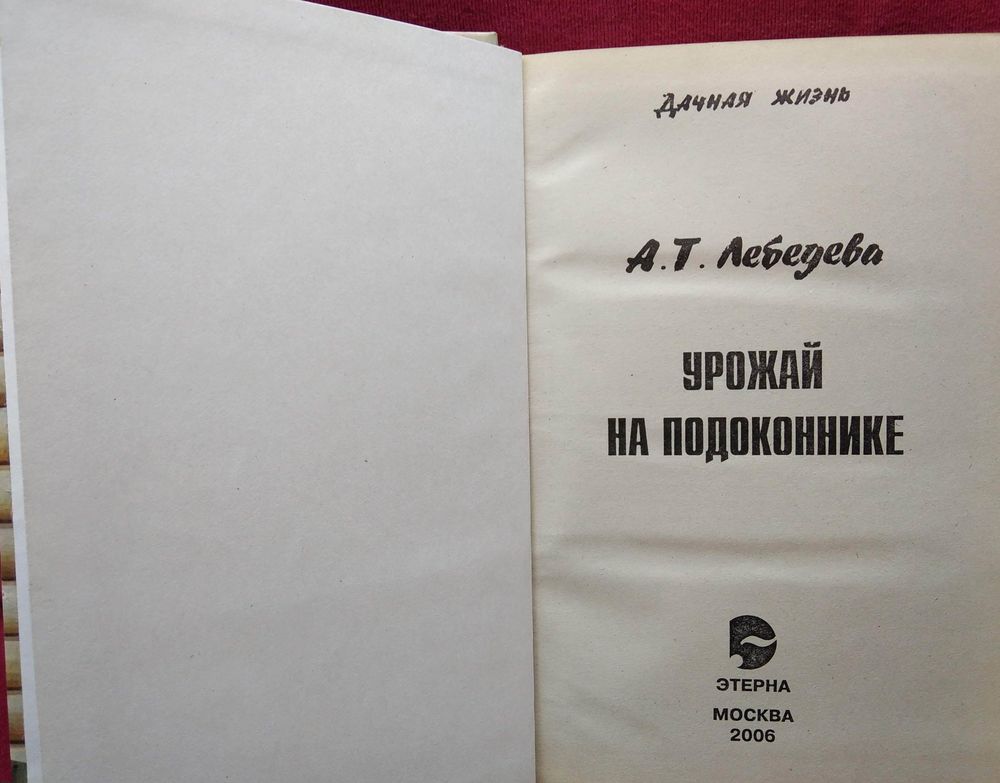 Дачная жизнь
А.Т. Лебедева
УРОЖАЙ
НА ПОДОКОННИКЕ
ЭТЕРНА
МОСКВА
2006